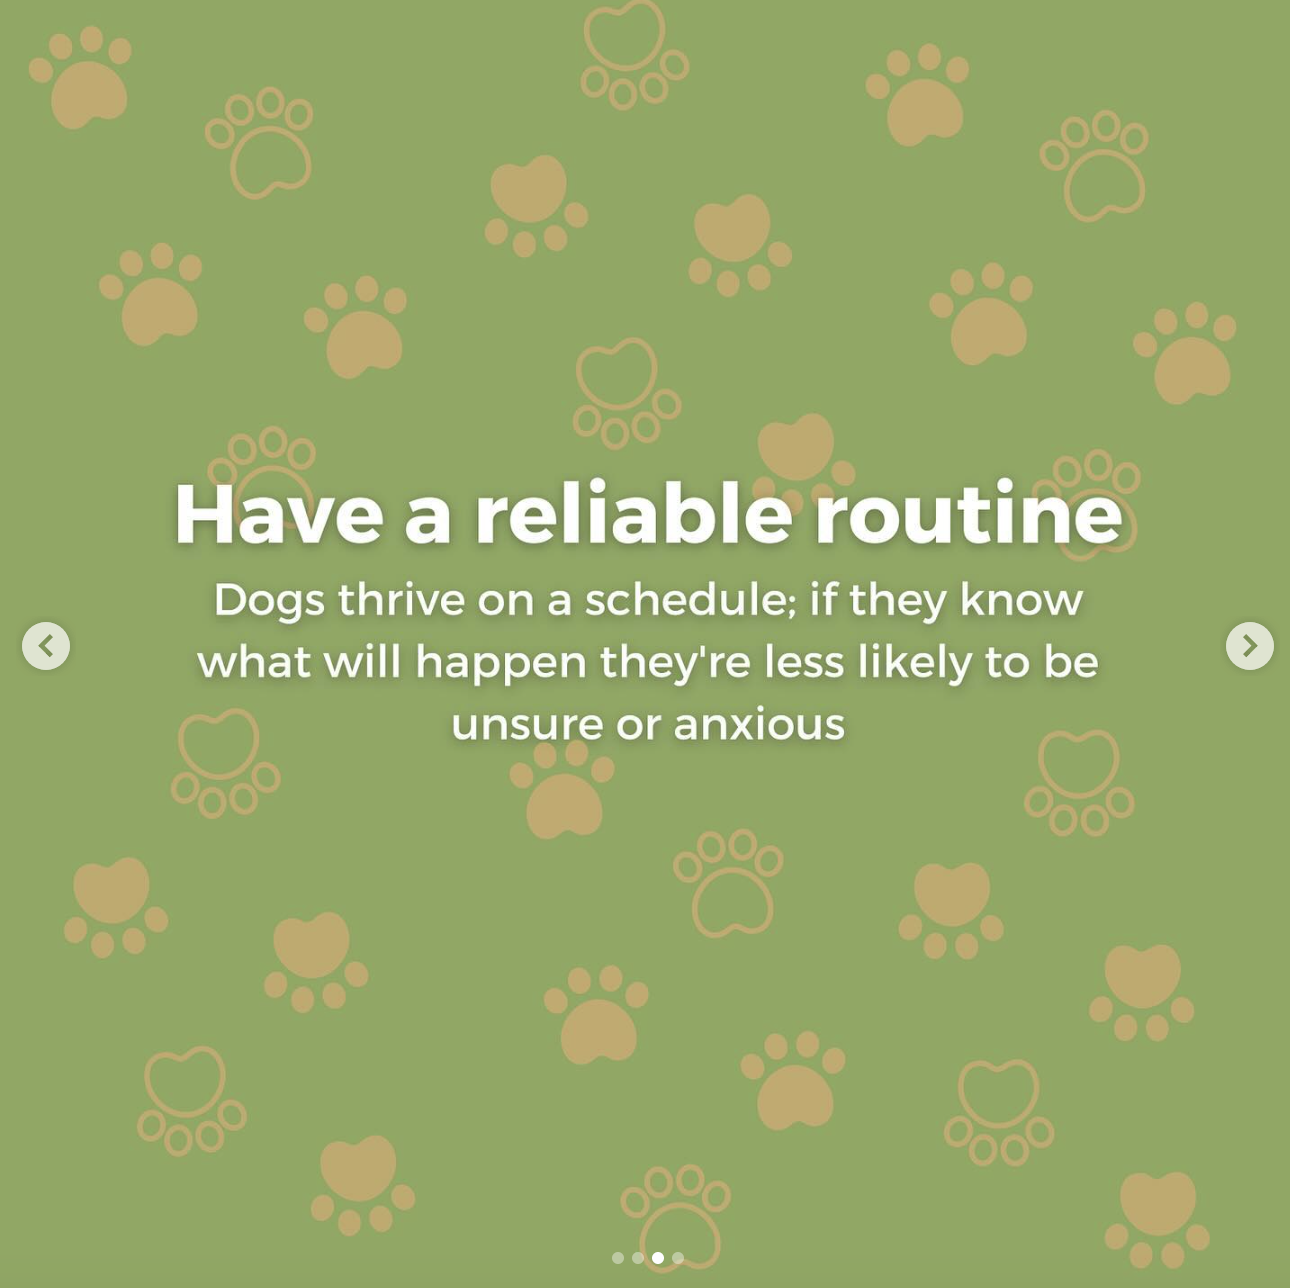 Have a reliable routine
Dogs thrive on a schedule; if they know
what will happen they're less likely to be
unsure or anxious